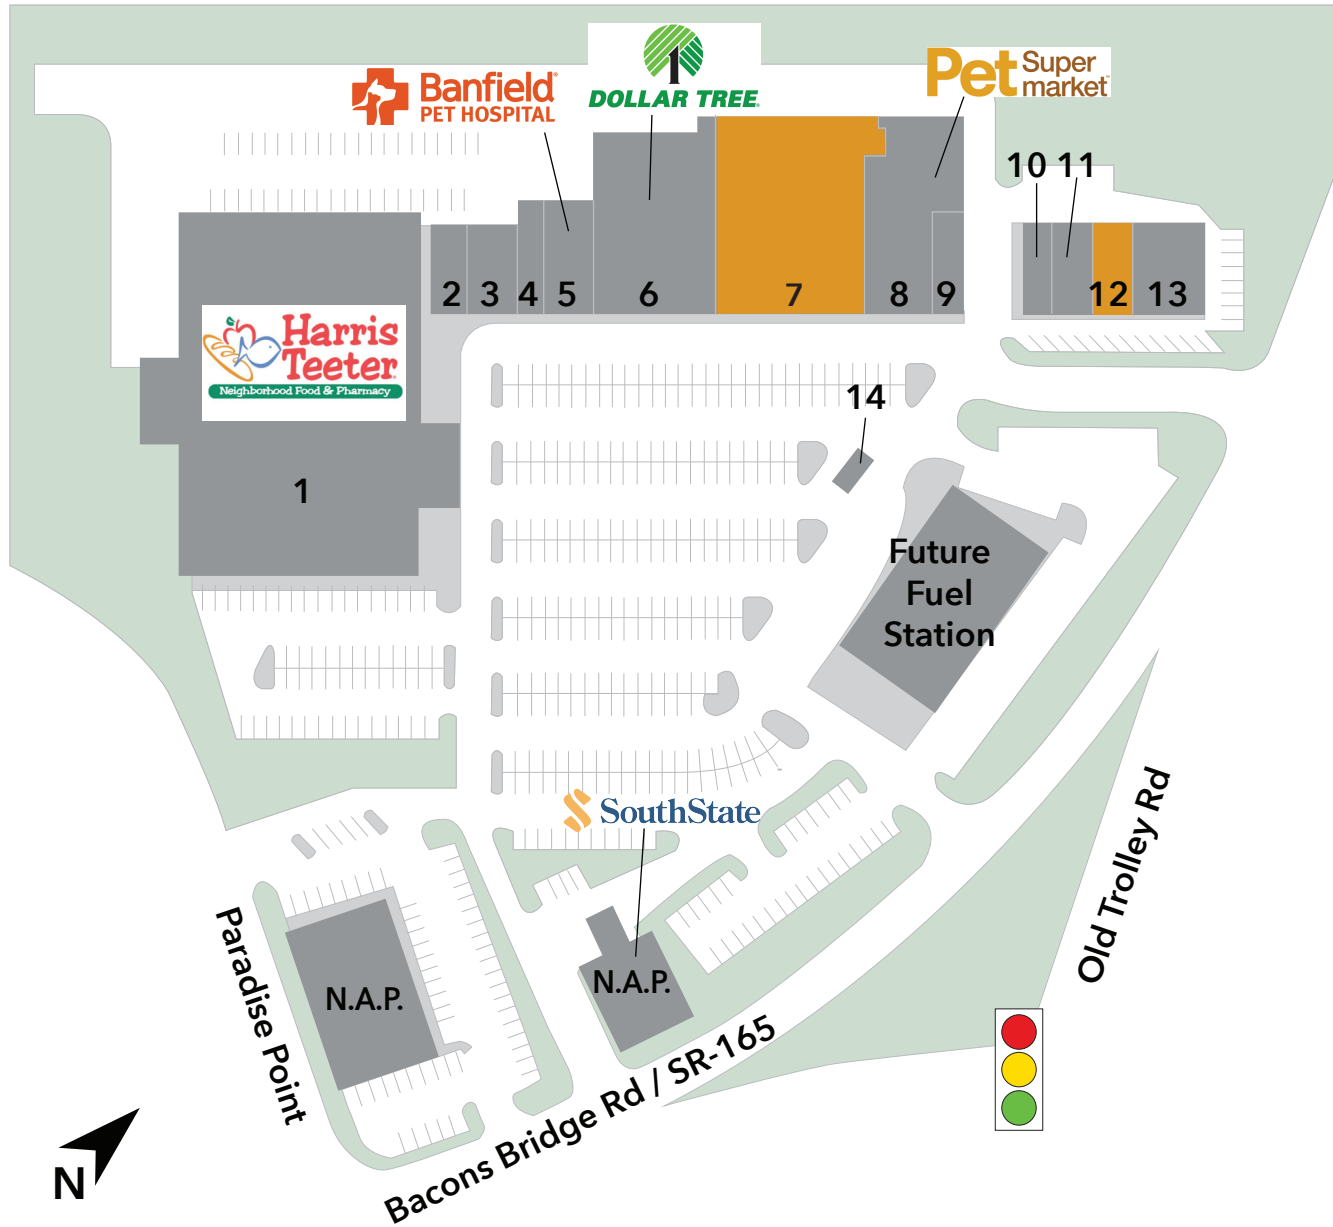 DOLLAR TREE
Banfield
PET HOSPITAL
Pet Super
market
10 11
2 3 4 5 6 7 8 9 12 13
Harris
Teeter
Neighborhood Food & Pharmacy
14
1
Future
Fuel
Station
SouthState
Old Trolley Rd
Paradise Point
N.A.P.
N.A.P.
Bacons Bridge Rd / SR-165
N